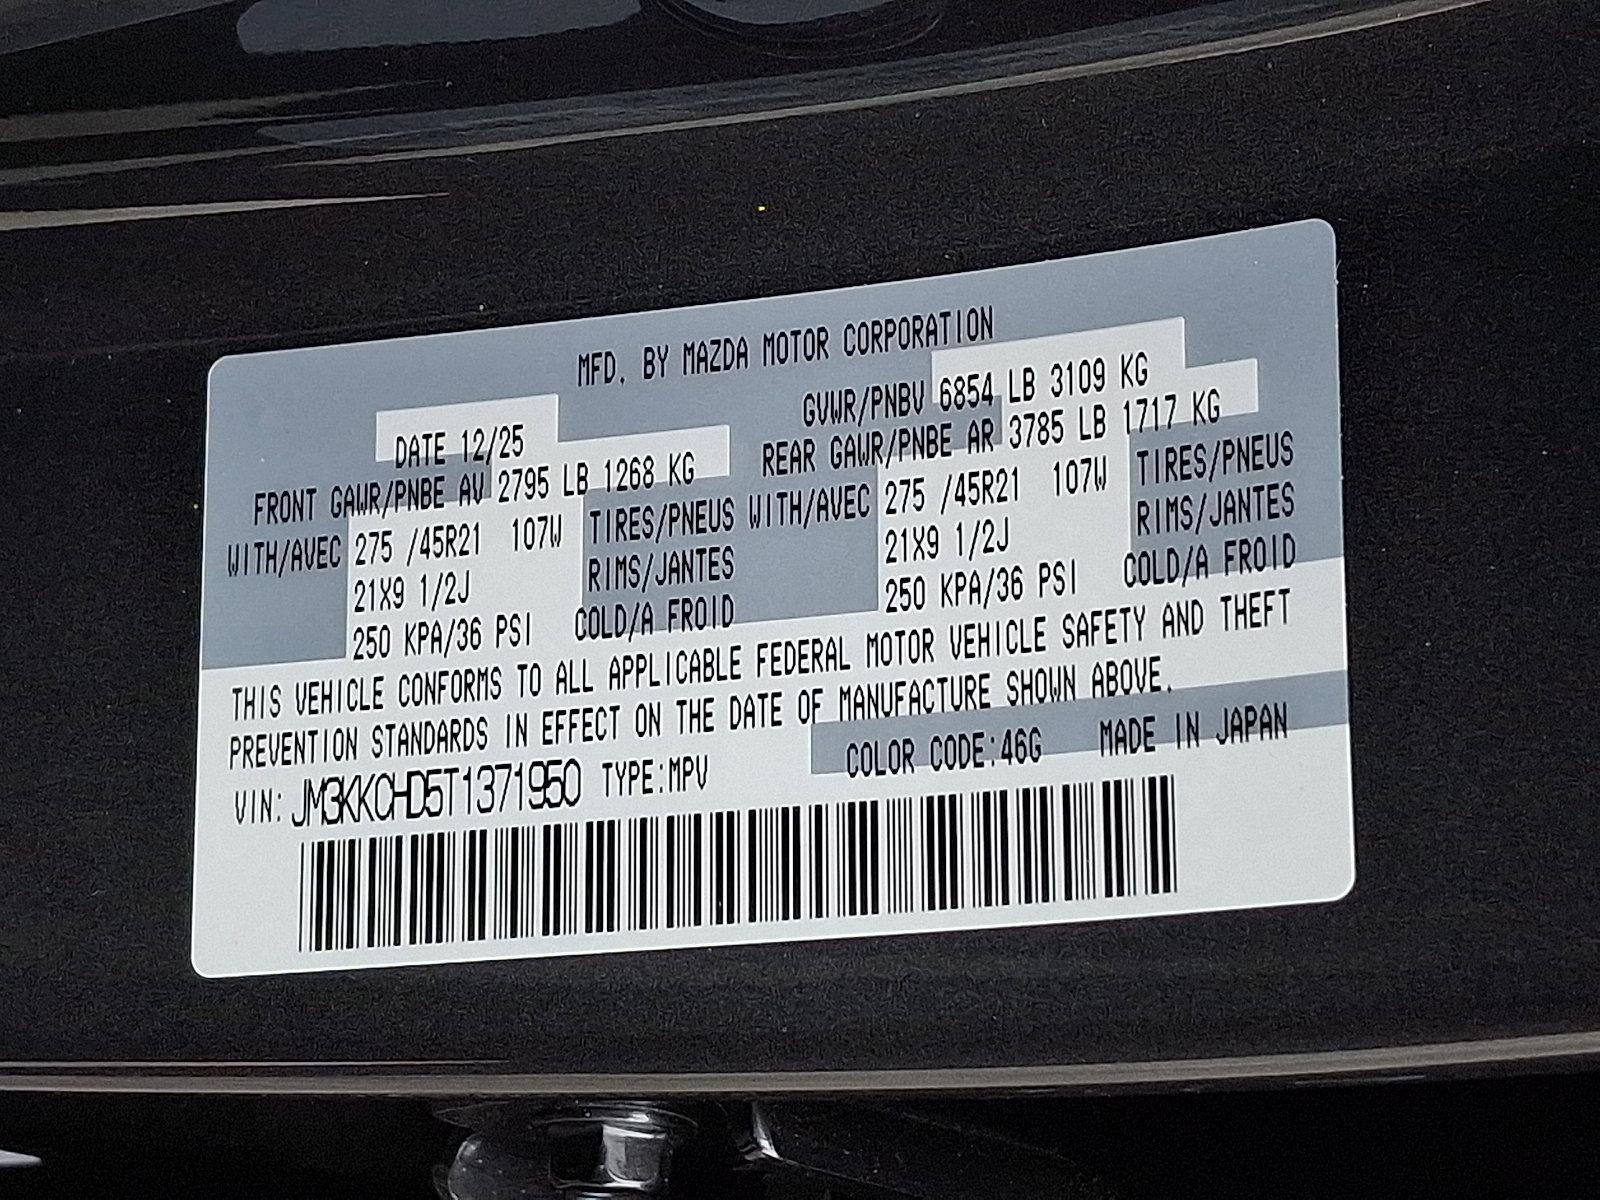 MFD. BY MAZDA MOTOR CORPORATION
DATE 12/25 GVWR/PNBV 6854 LB 3109 KG
FRONT GAWR/PNBE AV 2795 LB 1268 KG REAR GAWR/PNBE AR 3785 LB 1717 KG
WITH/AVEC 275 /45R21 107W TIRES/PNEUS WITH/AVEC 275 /45R21 107W TIRES/PNEUS
21X9 1/2J RIMS/JANTES 21X9 1/2J RIMS/JANTES
250 KPA/36 PSI COLD/A FROID 250 KPA/36 PSI COLD/A FROID
THIS VEHICLE CONFORMS TO ALL APPLICABLE FEDERAL MOTOR VEHICLE SAFETY AND THEFT
PREVENTION STANDARDS IN EFFECT ON THE DATE OF MANUFACTURE SHOWN ABOVE.
VIN: JM3KKCHD5T1371950 TYPE:MPV COLOR CODE:46G MADE IN JAPAN